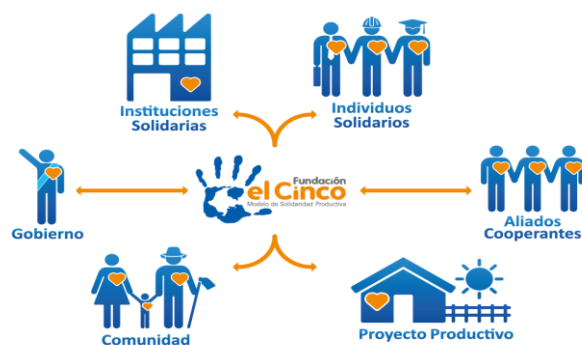 Instituciones
Solidarias
Individuos
Solidarios
Gobierno
Fundación
el Cinco
Modelo de Solidaridad Productiva
Aliados
Cooperantes
Comunidad
Proyecto Productivo